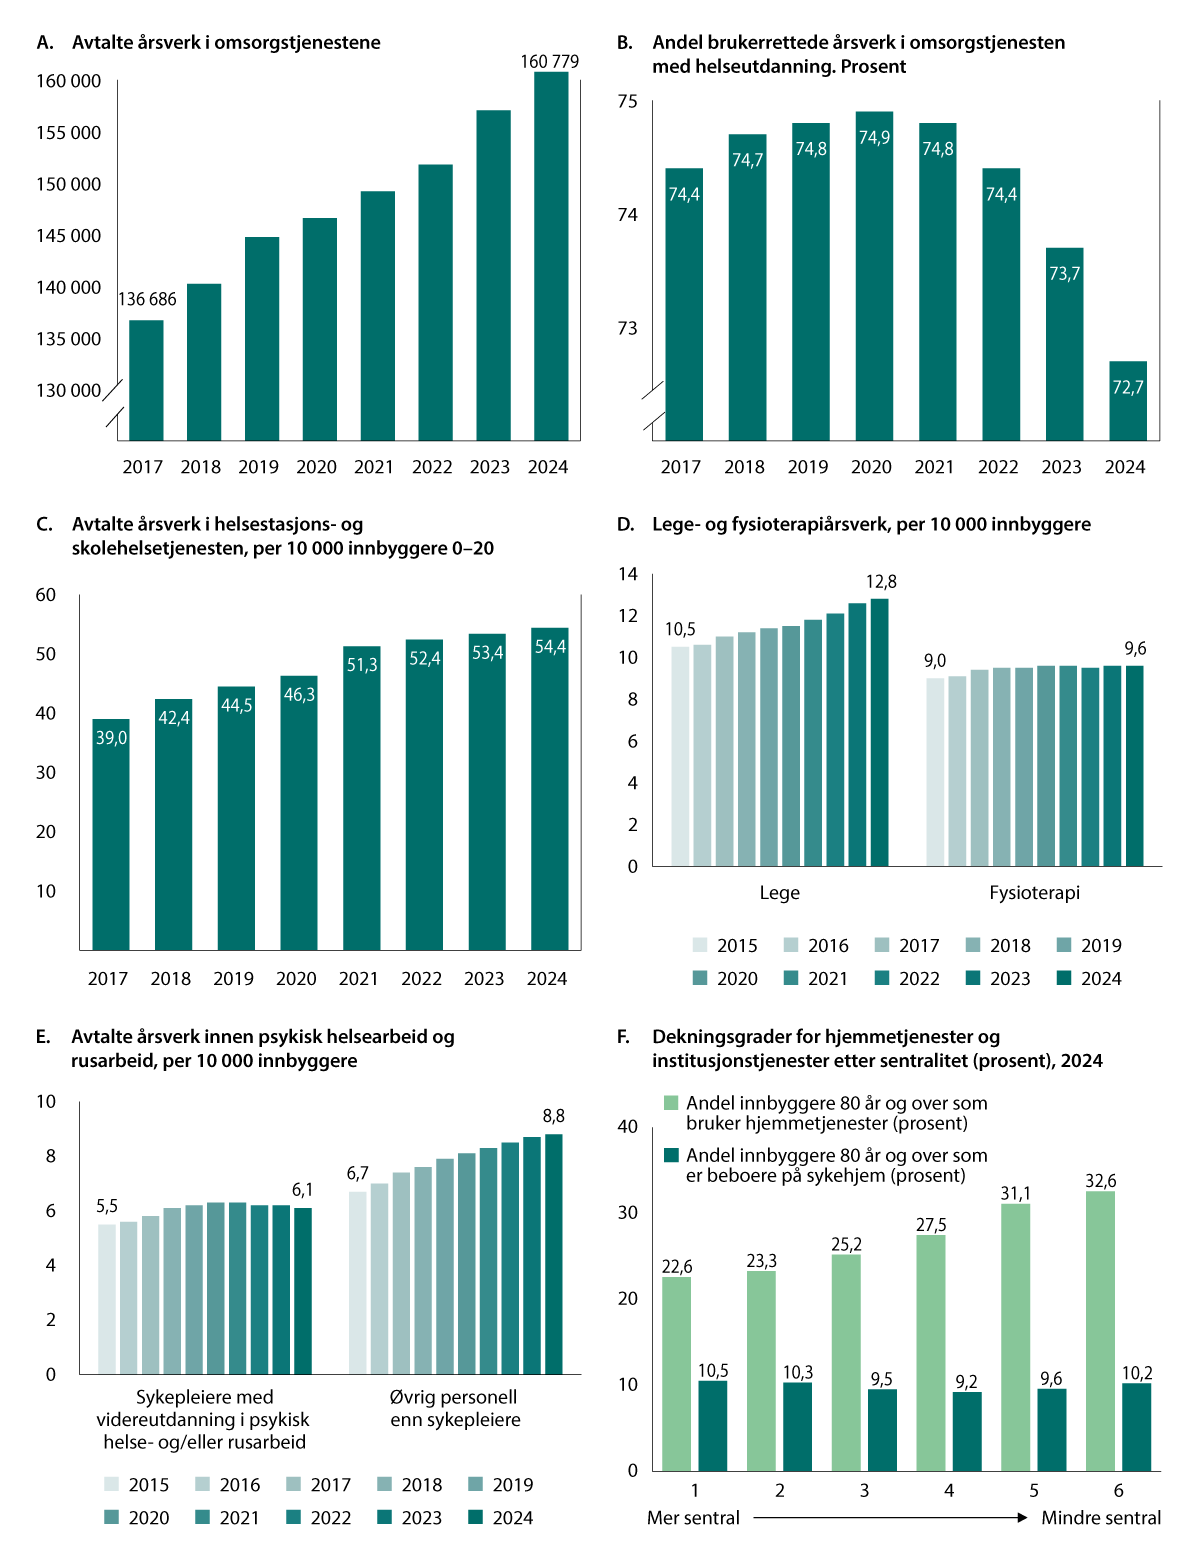 A. Avtalte årsverk i omsorgstjenestene
160 779
160 000
155 000
150 000
145 000
140 000
136 686
135 000
130 000
2017 2018 2019 2020 2021 2022 2023 2024
B. Andel brukerrettede årsverk i omsorgstjenesten
med helseutdanning. Prosent
75
74
73
74,4 74,7 74,8 74,9 74,8 74,4 73,7 72,7
2017 2018 2019 2020 2021 2022 2023 2024
C. Avtalte årsverk i helsestasjons- og
skolehelsetjenesten, per 10 000 innbyggere 0–20
60
50
40
30
20
10
39,0 42,4 44,5 46,3 51,3 52,4 53,4 54,4
2017 2018 2019 2020 2021 2022 2023 2024
D. Lege- og fysioterapiårsverk, per 10 000 innbyggere
14
12
10
8
6
4
2
0
10,5 12,8 9,0 9,6
Lege Fysioterapi
2015 2016 2017 2018 2019
2020 2021 2022 2023 2024
E. Avtalte årsverk innen psykisk helsearbeid og
rusarbeid, per 10 000 innbyggere
10
8
6
4
2
0
5,5 6,1 6,7 8,8
Sykepleiere med
videreutdanning i psykisk
helse- og/eller rusarbeid
Øvrig personell
enn sykepleiere
2015 2016 2017 2018 2019
2020 2021 2022 2023 2024
F. Dekningsgrader for hjemmetjenester og
institusjonstjenester etter sentralitet (prosent), 2024
Andel innbyggere 80 år og over som
bruker hjemmetjenester (prosent)
Andel innbyggere 80 år og over som
er beboere på sykehjem (prosent)
40
30
20
10
0
22,6 23,3 25,2 27,5 31,1 32,6
10,5 10,3 9,5 9,2 9,6 10,2
1 2 3 4 5 6
Mer sentral Mindre sentral